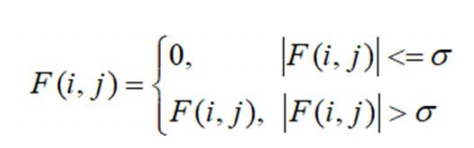 0, |F(i, j)| <= σ
F(i, j) = {
F(i, j), |F(i, j)| > σ